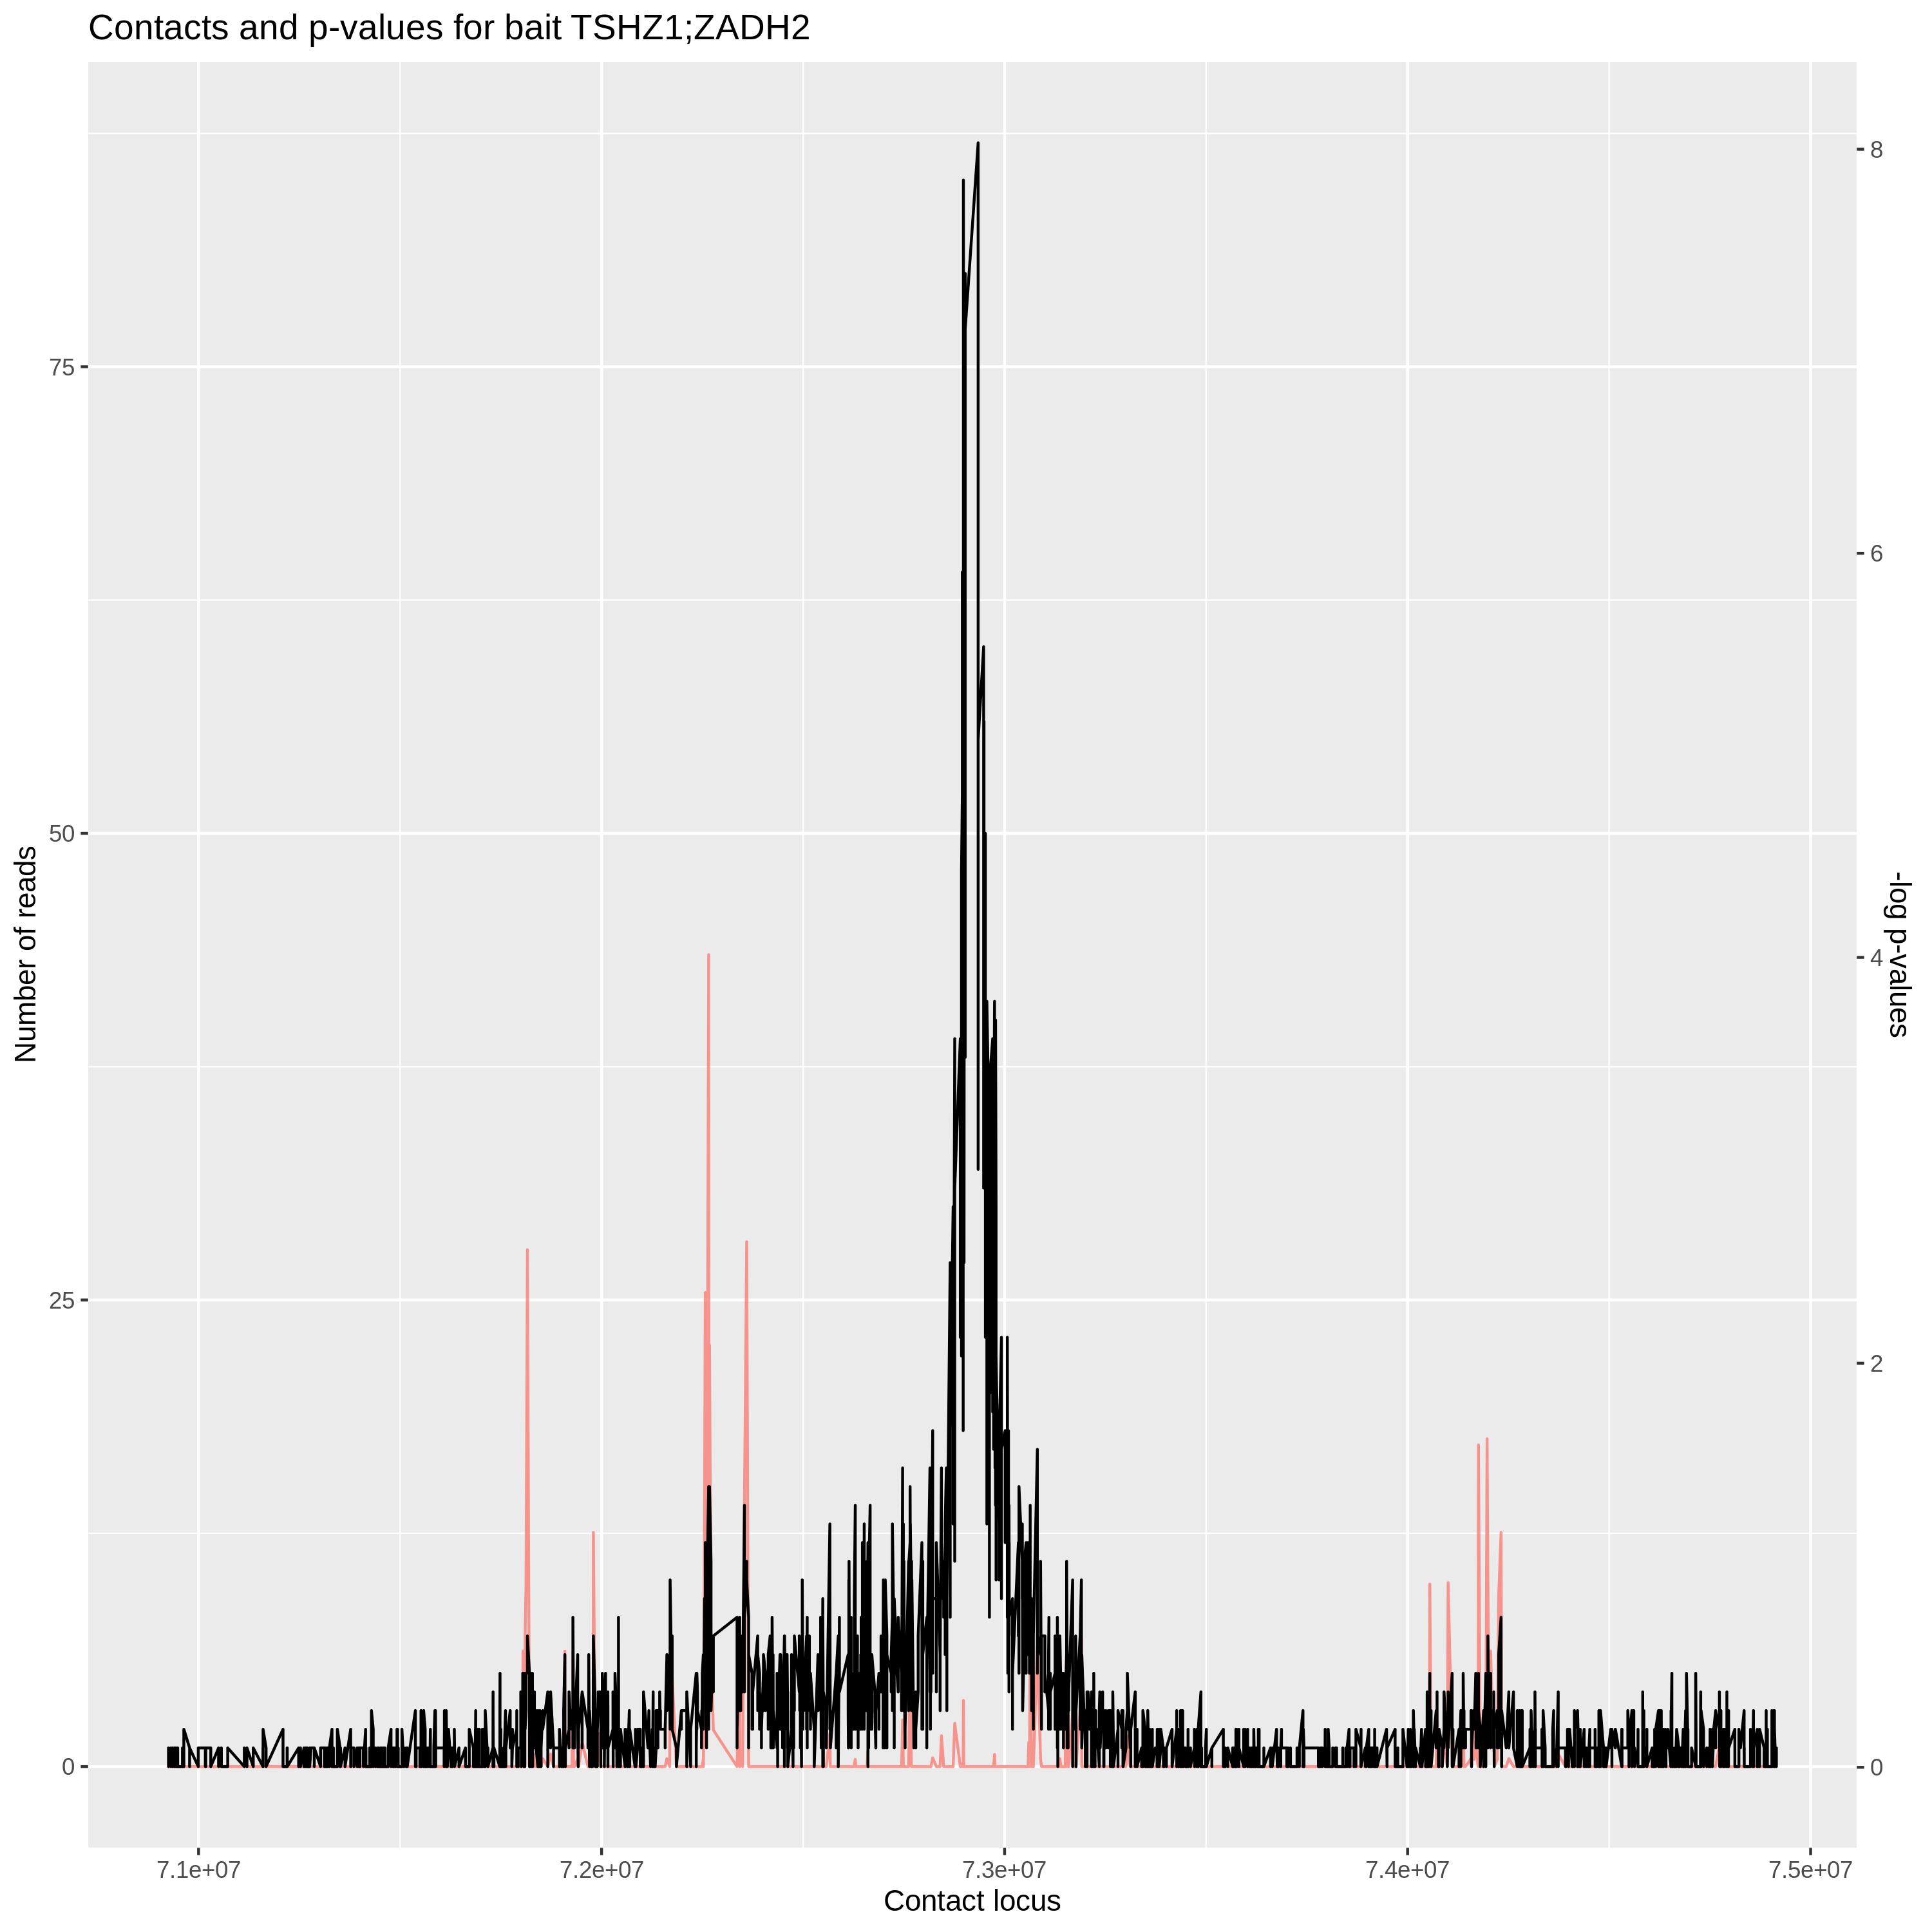 Contacts and p-values for bait TSHZ1;ZADH2
Number of reads
75
50
25
0
8
6
4
2
0
-log p-values
7.1e+07
7.2e+07
7.3e+07
7.4e+07
7.5e+07
Contact locus